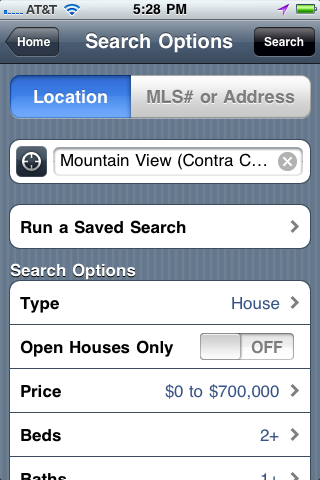 AT&T 5:28 PM
Home Search Options Search
Location MLS# or Address
Mountain View (Contra C...
Run a Saved Search
Search Options
Type House
Open Houses Only OFF
Price $0 to $700,000
Beds 2+
Baths 1+